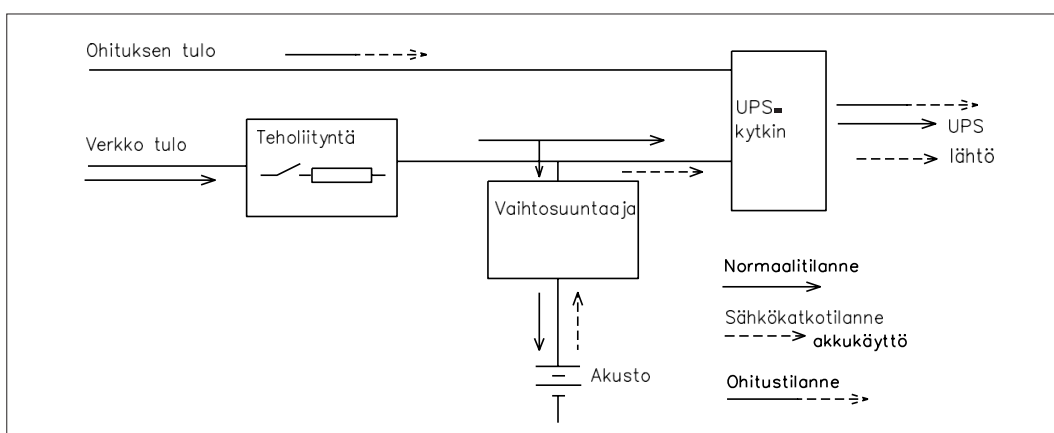 Ohituksen tulo
UPS-
kytkin
UPS
lähtö
Verkko tulo
Teholiityntä
Vaihtosuuntaaja
Akusto
Normaalitilanne
Sähkökatkotilanne
akkukäyttö
Ohitustilanne